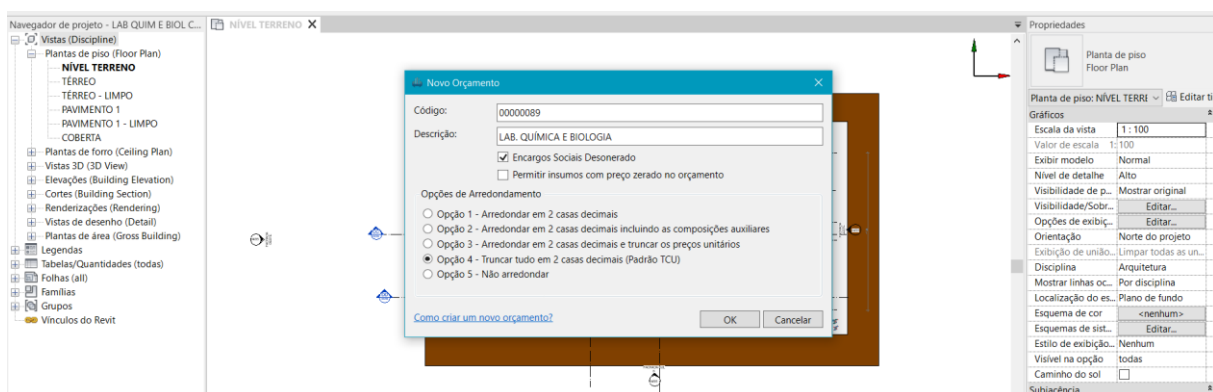 Navegador de projeto - LAB QUIM E BIOL C...
Vistas (Discipline)
Plantas de piso (Floor Plan)
NÍVEL TERRENO
TÉRREO
TÉRREO - LIMPO
PAVIMENTO 1
PAVIMENTO 1 - LIMPO
COBERTA
Plantas de forro (Ceiling Plan)
Vistas 3D (3D View)
Elevações (Building Elevation)
Cortes (Building Section)
Renderizações (Rendering)
Vistas de desenho (Detail)
Plantas de área (Gross Building)
Legendas
Tabelas/Quantidades (todas)
Folhas (all)
Famílias
Grupos
Vínculos do Revit
NÍVEL TERRENO X
Novo Orçamento
Código: 00000089
Descrição: LAB. QUÍMICA E BIOLOGIA
Encargos Sociais Desonerado
Permitir insumos com preço zerado no orçamento
Opções de Arredondamento
Opção 1 - Arredondar em 2 casas decimais
Opção 2 - Arredondar em 2 casas decimais incluindo as composições auxiliares
Opção 3 - Arredondar em 2 casas decimais e truncar os preços unitários
Opção 4 - Truncar tudo em 2 casas decimais (Padrão TCU)
Opção 5 - Não arredondar
Como criar um novo orçamento?
OK Cancelar
Propriedades
Planta de piso
Floor Plan
Planta de piso: NÍVEL TERRE Editar ti
Gráficos
Escala da vista 1 : 100
Valor de escala 1: 100
Exibir modelo Normal
Nível de detalhe Alto
Visibilidade de p... Mostrar original
Visibilidade/Sobr... Editar...
Opções de exibiç... Editar...
Orientação Norte do projeto
Exibição de união... Limpar todas as un...
Disciplina Arquitetura
Mostrar linhas oc... Por disciplina
Localização do es... Plano de fundo
Esquema de cor <nenhum>
Esquemas de sist... Editar...
Estilo de exibição... Nenhum
Visível na opção todas
Caminho do sol
Subjacência